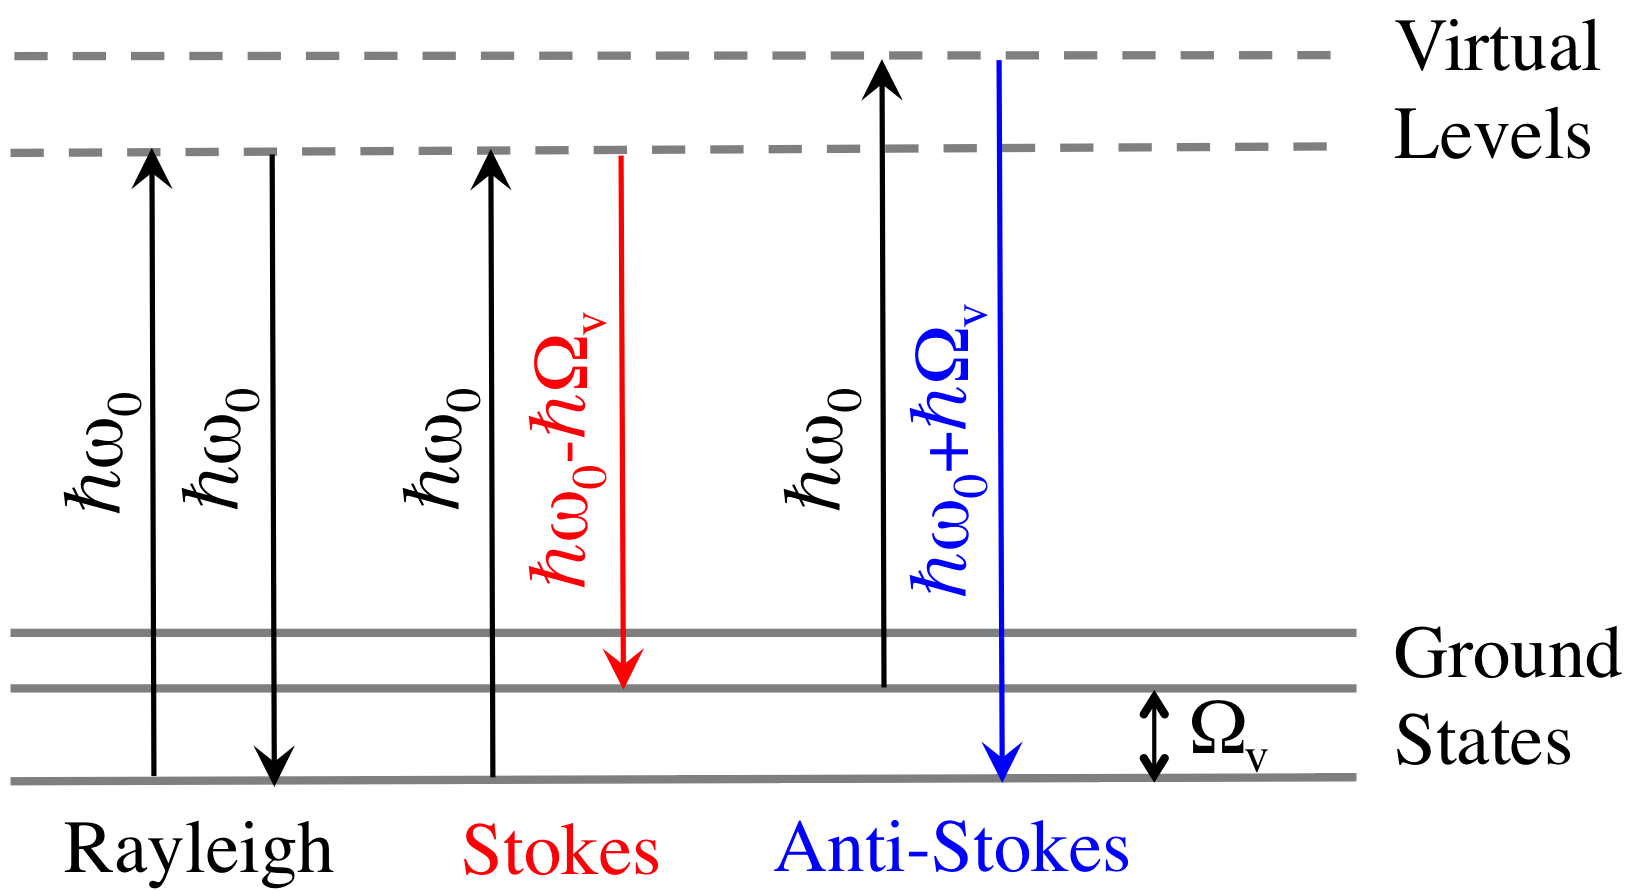 Virtual
Levels
ħω₀
ħω₀
ħω₀
ħω₀-ħΩᵥ
ħω₀
ħω₀+ħΩᵥ
Ground
States
Ωᵥ
Rayleigh
Stokes
Anti-Stokes